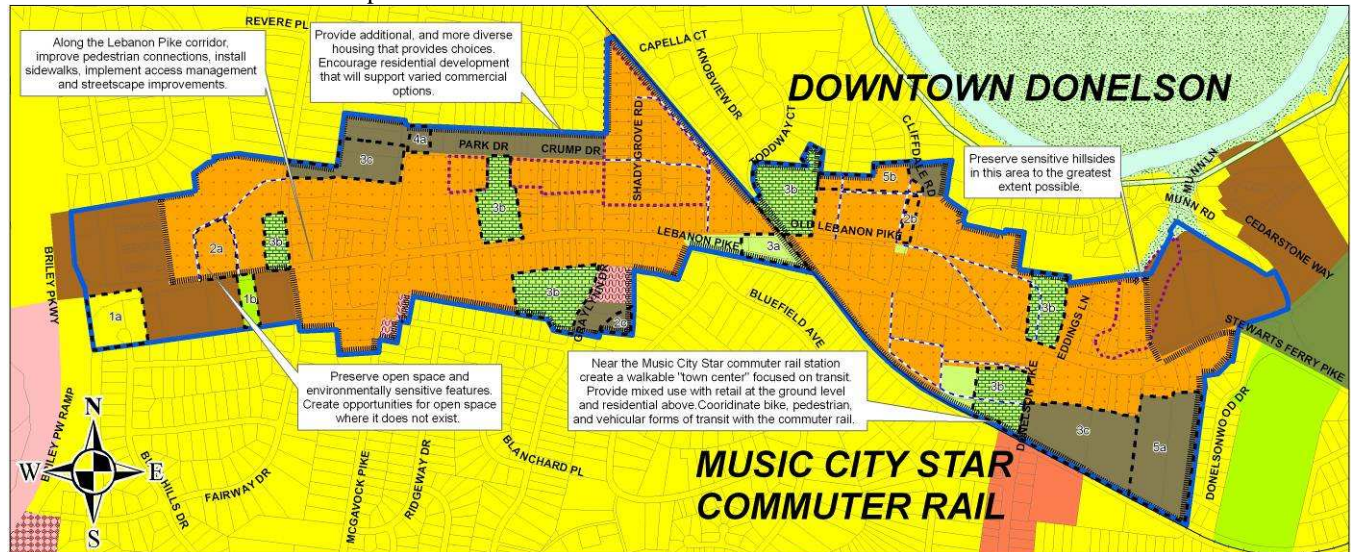 REVERE PL
Along the Lebanon Pike corridor,
improve pedestrian connections, install
sidewalks, implement access management
and streetscape improvements.
Provide additional, and more diverse
housing that provides choices.
Encourage residential development
that will support varied commercial
options.
CAPELLA CT
KNOBVIEW DR
TODDWAY CT
DOWNTOWN DONELSON
CLIFFDALE RD
Preserve sensitive hillsides
in this area to the greatest
extent possible.
MUNN LN
MUNN RD
CEDARSTONE WAY
STEWARTS FERRY PIKE
4a
3c
PARK DR
CRUMP DR
SHADY GROVE RD
3b
5b
2b
OLD LEBANON PIKE
LEBANON PIKE
3a
3b
3b
2a
BRILEY PKWY
1a
1b
3b
GRAYLYNN DR
2c
BLUEFIELD AVE
3b
EDDINGS LN
3b
DONELSON PIKE
3c
5a
DONELSONWOOD DR
Preserve open space and
environmentally sensitive features.
Create opportunities for open space
where it does not exist.
Near the Music City Star commuter rail station
create a walkable "town center" focused on transit.
Provide mixed use with retail at the ground level
and residential above.Cooridinate bike, pedestrian,
and vehicular forms of transit with the commuter rail.
MUSIC CITY STAR
COMMUTER RAIL
N
W
E
S
FAIRWAY DR
MCGAVOCK PIKE
RIDGEWAY DR
BLANCHARD PL